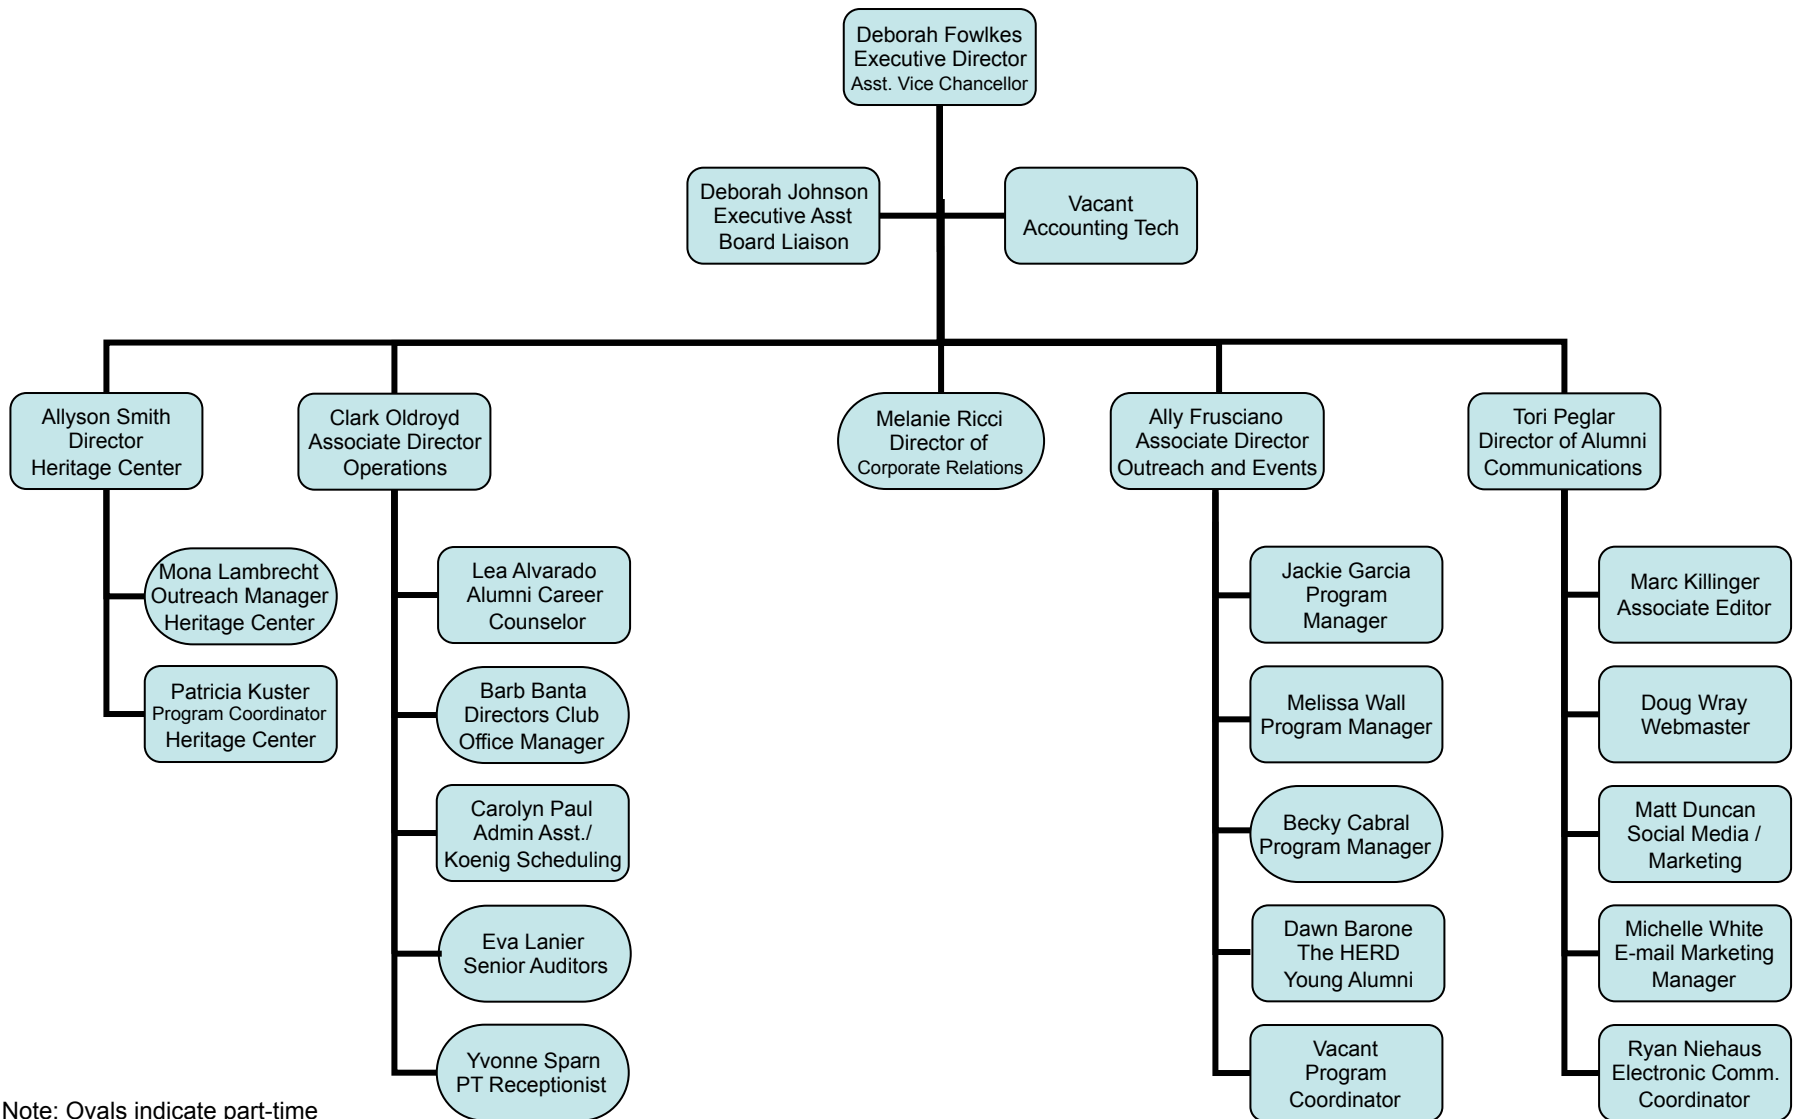 Deborah Fowlkes
Executive Director
Asst. Vice Chancellor
Deborah Johnson
Executive Asst
Board Liaison
Vacant
Accounting Tech
Allyson Smith
Director
Heritage Center
Clark Oldroyd
Associate Director
Operations
Melanie Ricci
Director of
Corporate Relations
Ally Frusciano
Associate Director
Outreach and Events
Tori Peglar
Director of Alumni
Communications
Mona Lambrecht
Outreach Manager
Heritage Center
Patricia Kuster
Program Coordinator
Heritage Center
Lea Alvarado
Alumni Career
Counselor
Barb Banta
Directors Club
Office Manager
Carolyn Paul
Admin Asst./
Koenig Scheduling
Eva Lanier
Senior Auditors
Yvonne Sparn
PT Receptionist
Jackie Garcia
Program
Manager
Melissa Wall
Program Manager
Becky Cabral
Program Manager
Dawn Barone
The HERD
Young Alumni
Vacant
Program
Coordinator
Marc Killinger
Associate Editor
Doug Wray
Webmaster
Matt Duncan
Social Media /
Marketing
Michelle White
E-mail Marketing
Manager
Ryan Niehaus
Electronic Comm.
Coordinator
Note: Ovals indicate part-time